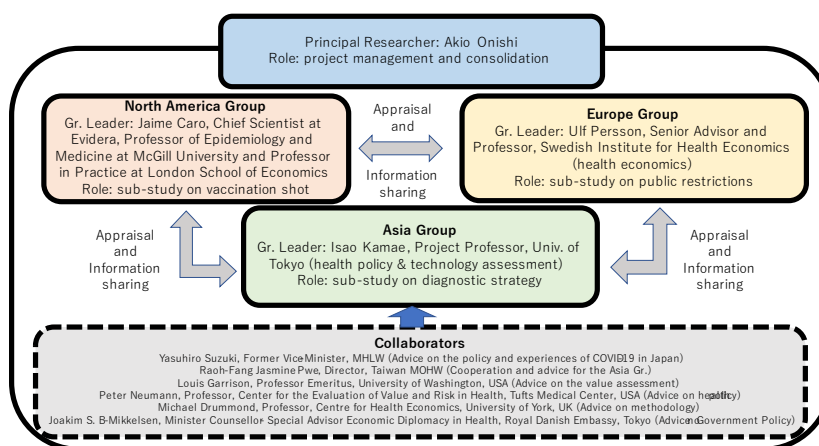 Principal Researcher: Akio Onishi
Role: project management and consolidation
North America Group
Gr. Leader: Jaime Caro, Chief Scientist at
Evidera, Professor of Epidemiology and
Medicine at McGill University and Professor
in Practice at London School of Economics
Role: sub-study on vaccination shot
Appraisal
and
Information
sharing
Europe Group
Gr. Leader: Ulf Persson, Senior Advisor and
Professor, Swedish Institute for Health Economics
(health economics)
Role: sub-study on public restrictions
Appraisal
and
Information
sharing
Asia Group
Gr. Leader: Isao Kamae, Project Professor, Univ. of
Tokyo (health policy & technology assessment)
Role: sub-study on diagnostic strategy
Appraisal
and
Information
sharing
Collaborators
Yasuhiro Suzuki, Former Vice-Minister, MHLW (Advice on the policy and experiences of COVID-19 in Japan)
Raoh-Fang Jasmine Pwe, Director, Taiwan MOHW (Cooperation and advice for the Asia Gr.)
Louis Garrison, Professor Emeritus, University of Washington, USA (Advice on the value assessment)
Peter Neumann, Professor, Center for the Evaluation of Value and Risk in Health, Tufts Medical Center, USA (Advice on health
Michael Drummond, Professor, Centre for Health Economics, University of York, UK (Advice on methodology)
Joakim S. B-Mikkelsen, Minister Counsellor- Special Advisor Economic Diplomacy in Health, Royal Danish Embassy, Tokyo (Advice Government Policy)